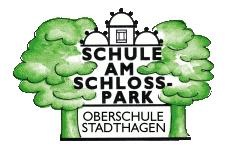 SCHULE
AM
SCHLOSS-
PARK
OBERSCHULE
STADTHAGEN